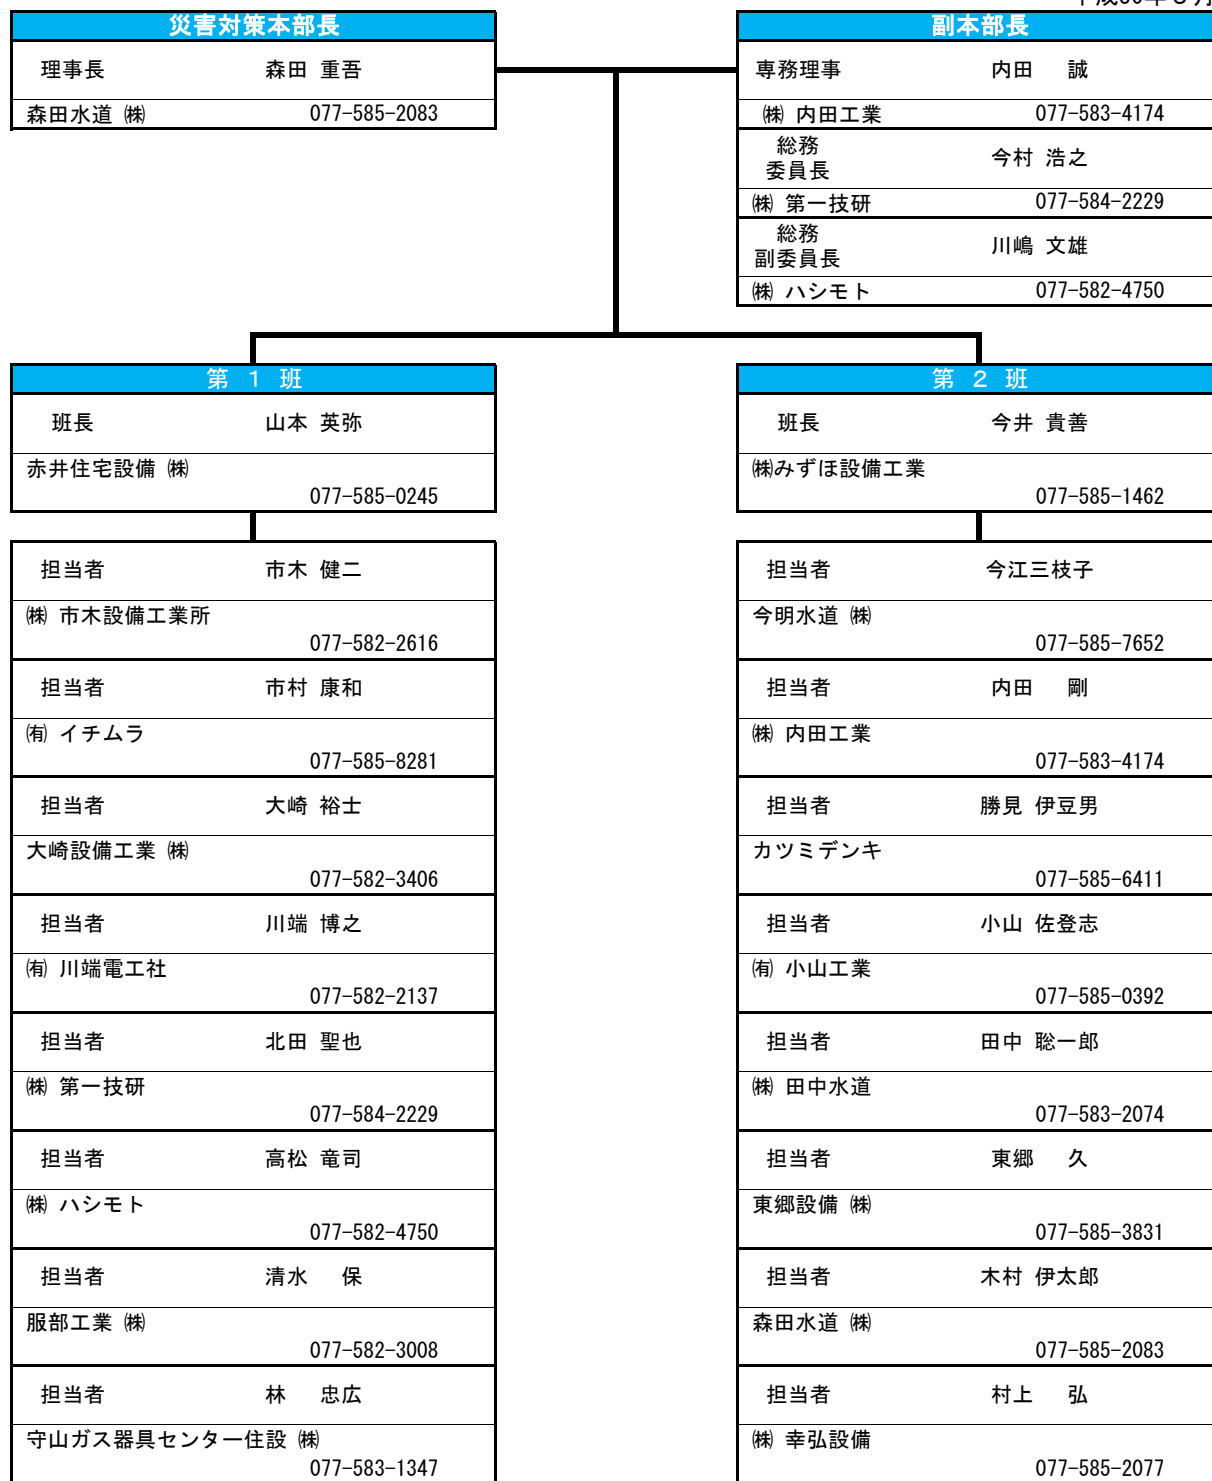 災害対策本部長
理事長 森田 重吾
森田水道 ㈱ 077-585-2083
副本部長
専務理事 内田 誠
㈱ 内田工業 077-583-4174
総務
委員長 今村 浩之
㈱ 第一技研 077-584-2229
総務
副委員長 川嶋 文雄
㈱ ハシモト 077-582-4750
第 1 班
班長 山本 英弥
赤井住宅設備 ㈱
077-585-0245
担当者 市木 健二
㈱ 市木設備工業所
077-582-2616
担当者 市村 康和
㈲ イチムラ
077-585-8281
担当者 大崎 裕士
大崎設備工業 ㈱
077-582-3406
担当者 川端 博之
㈲ 川端電工社
077-582-2137
担当者 北田 聖也
㈱ 第一技研
077-584-2229
担当者 高松 竜司
㈱ ハシモト
077-582-4750
担当者 清水 保
服部工業 ㈱
077-582-3008
担当者 林 忠広
守山ガス器具センター住設 ㈱
077-583-1347
第 2 班
班長 今井 貴善
㈱みずほ設備工業
077-585-1462
担当者 今江三枝子
今明水道 ㈱
077-585-7652
担当者 内田 剛
㈱ 内田工業
077-583-4174
担当者 勝見 伊豆男
カツミデンキ
077-585-6411
担当者 小山 佐登志
㈲ 小山工業
077-585-0392
担当者 田中 聡一郎
㈱ 田中水道
077-583-2074
担当者 東郷 久
東郷設備 ㈱
077-585-3831
担当者 木村 伊太郎
森田水道 ㈱
077-585-2083
担当者 村上 弘
㈱ 幸弘設備
077-585-2077